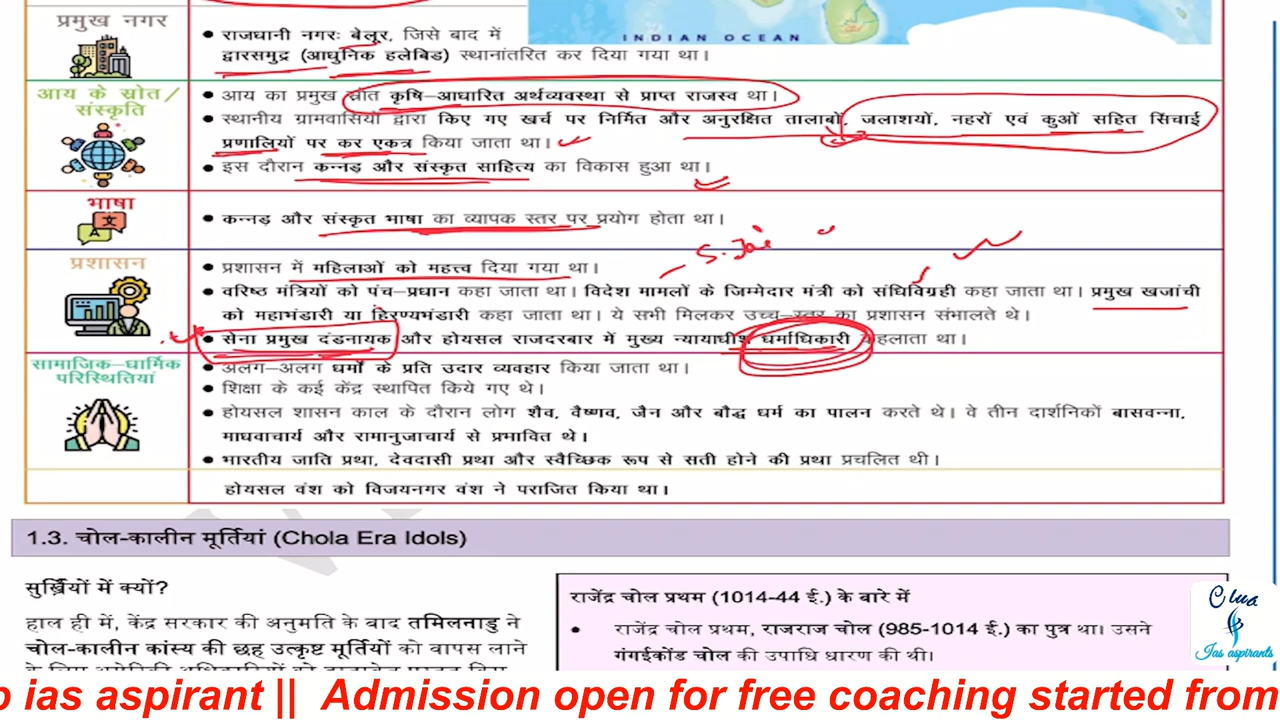 प्रमुख नगर
राजधानी नगरः बेलूर, जिसे बाद में
द्वारसमुद्र (आधुनिक हलेबिड) स्थानांतरित कर दिया गया था।
INDIAN OCEAN
आय के स्रोत/
संस्कृति
आय का प्रमुख स्रोत कृषि–आधारित अर्थव्यवस्था से प्राप्त राजस्व था।
स्थानीय ग्रामवासियों द्वारा किए गए खर्च पर निर्मित और अनुरक्षित तालाबों, जलाशयों, नहरों एवं कुओं सहित सिंचाई
प्रणालियों पर कर एकत्र किया जाता था।
इस दौरान कन्नड़ और संस्कृत साहित्य का विकास हुआ था।
भाषा
कन्नड़ और संस्कृत भाषा का व्यापक स्तर पर प्रयोग होता था।
प्रशासन
प्रशासन में महिलाओं को महत्त्व दिया गया था।
वरिष्ठ मंत्रियों को पंच–प्रधान कहा जाता था। विदेश मामलों के जिम्मेदार मंत्री को संधिविग्रही कहा जाता था। प्रमुख खजांची
को महाभंडारी या हिरण्यभंडारी कहा जाता था। ये सभी मिलकर उच्च–स्तर का प्रशासन संभालते थे।
सेना प्रमुख दंडनायक और होयसल राजदरबार में मुख्य न्यायाधीश धर्माधिकारी कहलाता था।
सामाजिक–धार्मिक
परिस्थितियां
अलग–अलग धर्मों के प्रति उदार व्यवहार किया जाता था।
शिक्षा के कई केंद्र स्थापित किये गए थे।
होयसल शासन काल के दौरान लोग शैव, वैष्णव, जैन और बौद्ध धर्म का पालन करते थे। वे तीन दार्शनिकों बासवन्ना,
माधवाचार्य और रामानुजाचार्य से प्रभावित थे।
भारतीय जाति प्रथा, देवदासी प्रथा और स्वैच्छिक रूप से सती होने की प्रथा प्रचलित थी।
होयसल वंश को विजयनगर वंश ने पराजित किया था।
1.3. चोल-कालीन मूर्तियां (Chola Era Idols)
सुर्ख़ियों में क्यों?
हाल ही में, केंद्र सरकार की अनुमति के बाद तमिलनाडु ने
चोल-कालीन कांस्य की छह उत्कृष्ट मूर्तियों को वापस लाने
राजेंद्र चोल प्रथम (1014-44 ई.) के बारे में
राजेंद्र चोल प्रथम, राजराज चोल (985-1014 ई.) का पुत्र था। उसने
गंगईकोंड चोल की उपाधि धारण की थी।
Ias aspirants
ias aspirant || Admission open for free coaching started from